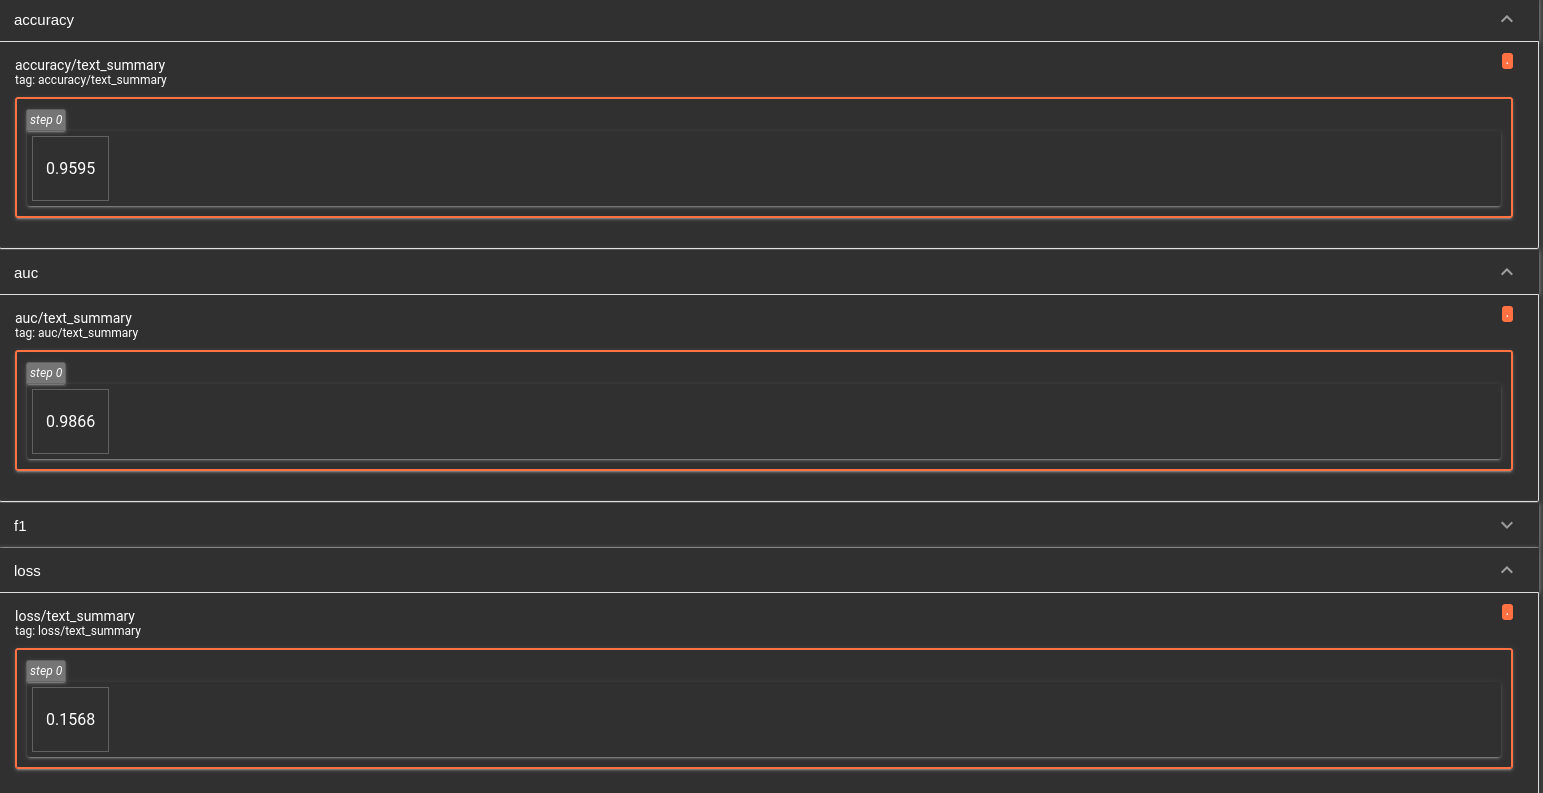 accuracy
accuracy/text_summary
tag: accuracy/text_summary
.
step 0
0.9595
auc
auc/text_summary
tag: auc/text_summary
.
step 0
0.9866
f1
loss
loss/text_summary
tag: loss/text_summary
.
step 0
0.1568